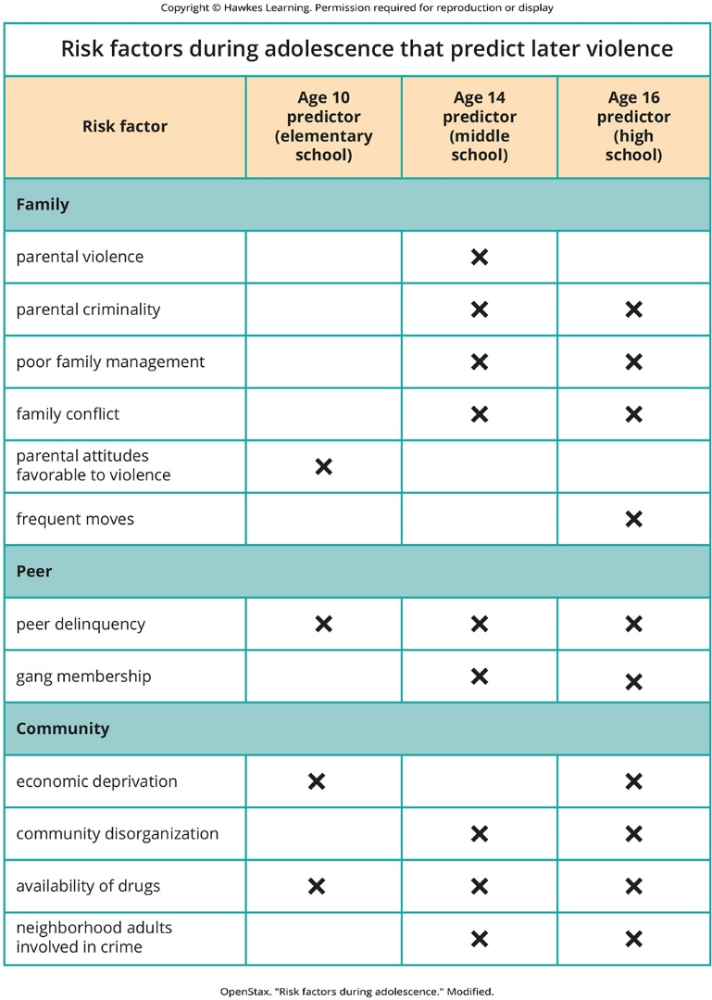 Copyright © Hawkes Learning. Permission required for reproduction or display
Risk factors during adolescence that predict later violence
Risk factor
Age 10
predictor
(elementary
school)
Age 14
predictor
(middle
school)
Age 16
predictor
(high
school)
Family
parental violence
parental criminality
poor family management
family conflict
parental attitudes
favorable to violence
frequent moves
Peer
peer delinquency
gang membership
Community
economic deprivation
community disorganization
availability of drugs
neighborhood adults
involved in crime
OpenStax. "Risk factors during adolescence." Modified.